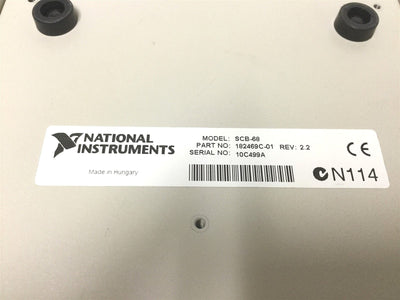 NATIONAL
INSTRUMENTS
Made in Hungary
MODEL: SCB-68
PART NO: 182469C-01 REV: 2.2
SERIAL NO: 10C499A
CE
N114